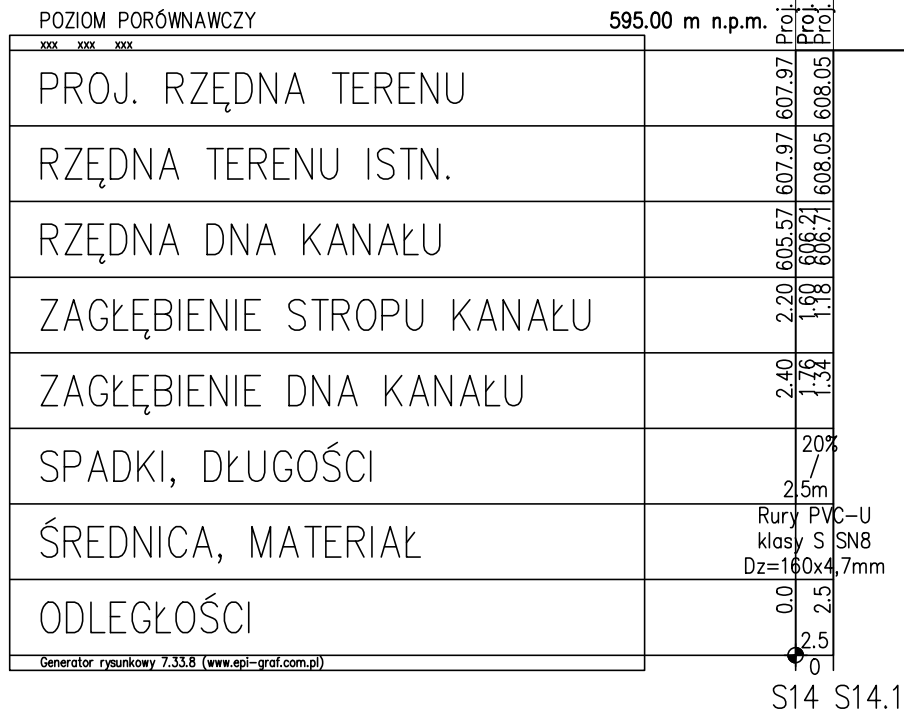 POZIOM PORÓWNAWCZY 595.00 m n.p.m. Proj. Proj. Proj.
xxx xxx xxx
PROJ. RZĘDNA TERENU 607.97 608.05
RZĘDNA TERENU ISTN. 607.97 608.05
RZĘDNA DNA KANAŁU 605.57 606.21 606.71
ZAGŁĘBIENIE STROPU KANAŁU 2.20 1.60 1.18
ZAGŁĘBIENIE DNA KANAŁU 2.40 1.76 1.34
SPADKI, DŁUGOŚCI 20%
/
2.5m
ŚREDNICA, MATERIAŁ Rury PVC-U
klasy S SN8
Dz=160x4,7mm
ODLEGŁOŚCI 0.0 2.5
2.5
Generator rysunkowy 7.33.8 (www.epi-graf.com.pl) 0
S14 S14.1